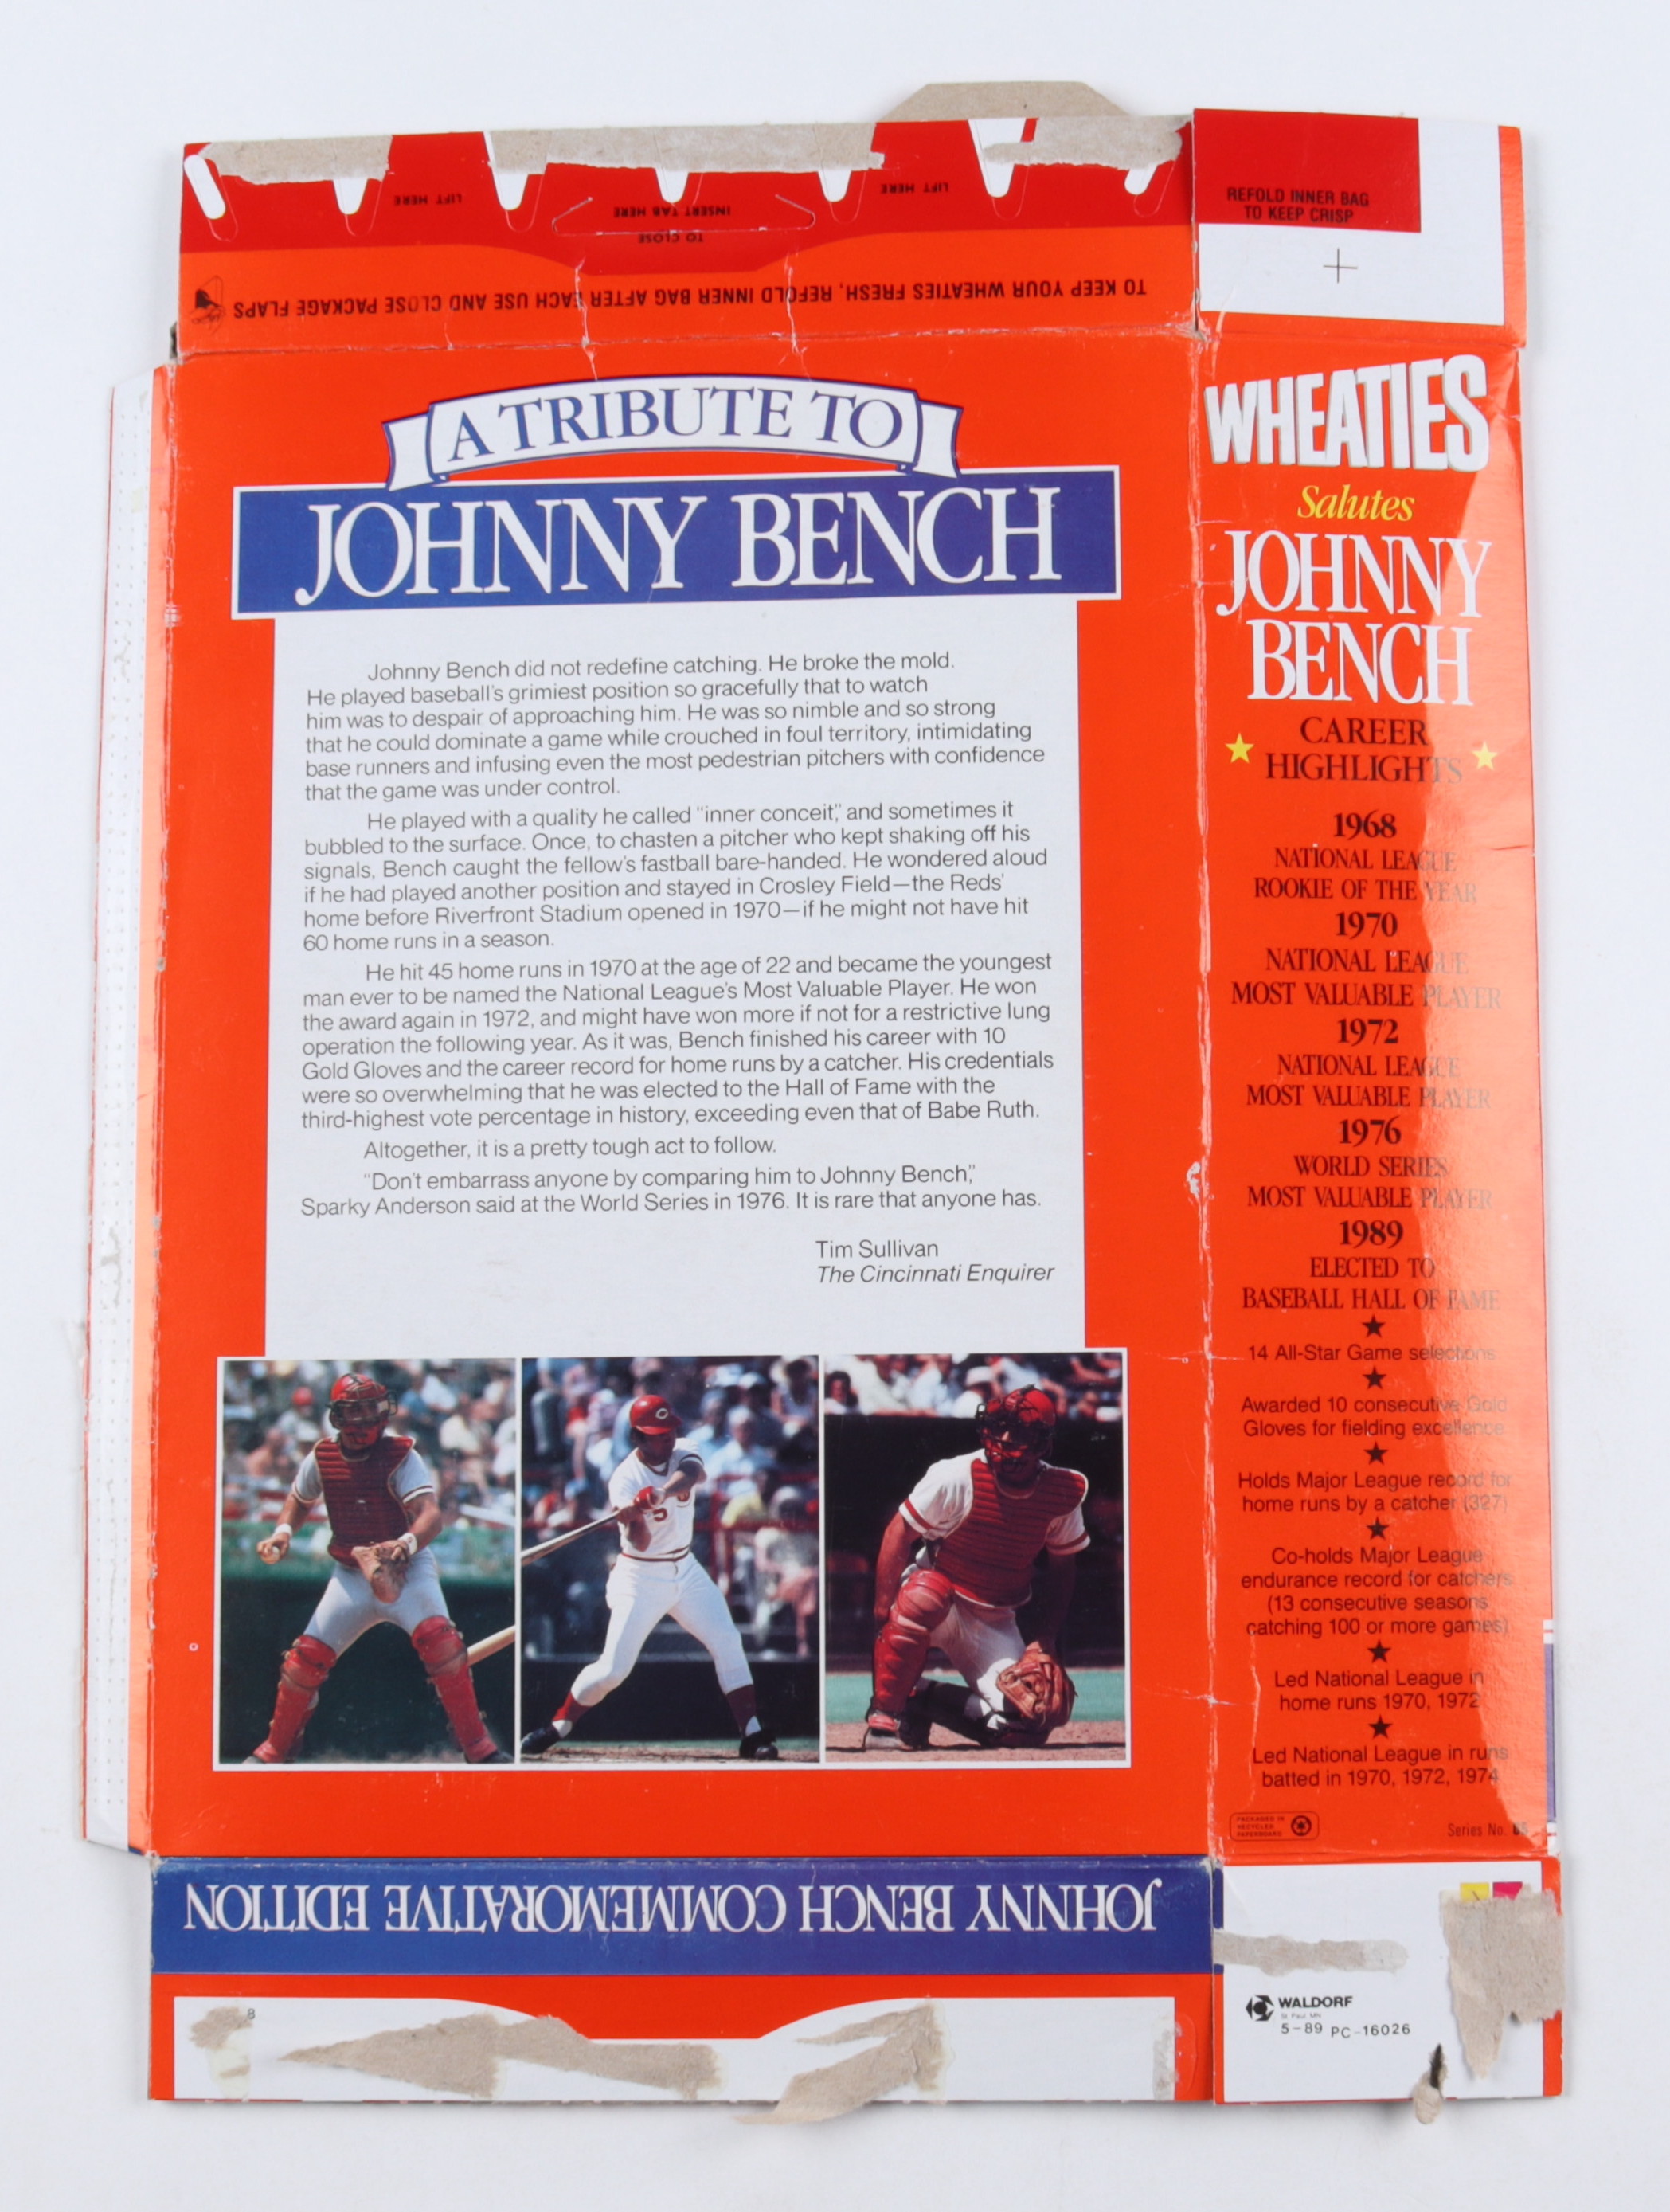 LIFT HERE
INSERT TAB HERE
LIFT HERE
TO CLOSE
TO KEEP YOUR WHEATIES FRESH, REFOLD INNER BAG AFTER EACH USE AND CLOSE PACKAGE FLAPS
REFOLD INNER BAG
TO KEEP CRISP
A TRIBUTE TO
JOHNNY BENCH
Johnny Bench did not redefine catching. He broke the mold.
He played baseball's grimiest position so gracefully that to watch
him was to despair of approaching him. He was so nimble and so strong
that he could dominate a game while crouched in foul territory, intimidating
base runners and infusing even the most pedestrian pitchers with confidence
that the game was under control.
He played with a quality he called "inner conceit," and sometimes it
bubbled to the surface. Once, to chasten a pitcher who kept shaking off his
signals, Bench caught the fellow's fastball bare-handed. He wondered aloud
if he had played another position and stayed in Crosley Field—the Reds'
home before Riverfront Stadium opened in 1970—if he might not have hit
60 home runs in a season.
He hit 45 home runs in 1970 at the age of 22 and became the youngest
man ever to be named the National League's Most Valuable Player. He won
the award again in 1972, and might have won more if not for a restrictive lung
operation the following year. As it was, Bench finished his career with 10
Gold Gloves and the career record for home runs by a catcher. His credentials
were so overwhelming that he was elected to the Hall of Fame with the
third-highest vote percentage in history, exceeding even that of Babe Ruth.
Altogether, it is a pretty tough act to follow.
"Don't embarrass anyone by comparing him to Johnny Bench,"
Sparky Anderson said at the World Series in 1976. It is rare that anyone has.
Tim Sullivan
The Cincinnati Enquirer
C
5
JOHNNY BENCH COMMEMORATIVE EDITION
8
WHEATIES
Salutes
JOHNNY
BENCH
CAREER
HIGHLIGHTS
1968
NATIONAL LEAGUE
ROOKIE OF THE YEAR
1970
NATIONAL LEAGUE
MOST VALUABLE PLAYER
1972
NATIONAL LEAGUE
MOST VALUABLE PLAYER
1976
WORLD SERIES
MOST VALUABLE PLAYER
1989
ELECTED TO
BASEBALL HALL OF FAME
14 All-Star Game selections
Awarded 10 consecutive Gold
Gloves for fielding excellence
Holds Major League record for
home runs by a catcher (327)
Co-holds Major League
endurance record for catchers
(13 consecutive seasons
catching 100 or more games)
Led National League in
home runs 1970, 1972
Led National League in runs
batted in 1970, 1972, 1974
PACKAGED IN
RECYCLED
PAPERBOARD
Series No.
WALDORF
St. Paul, MN
5-89 PC-16026